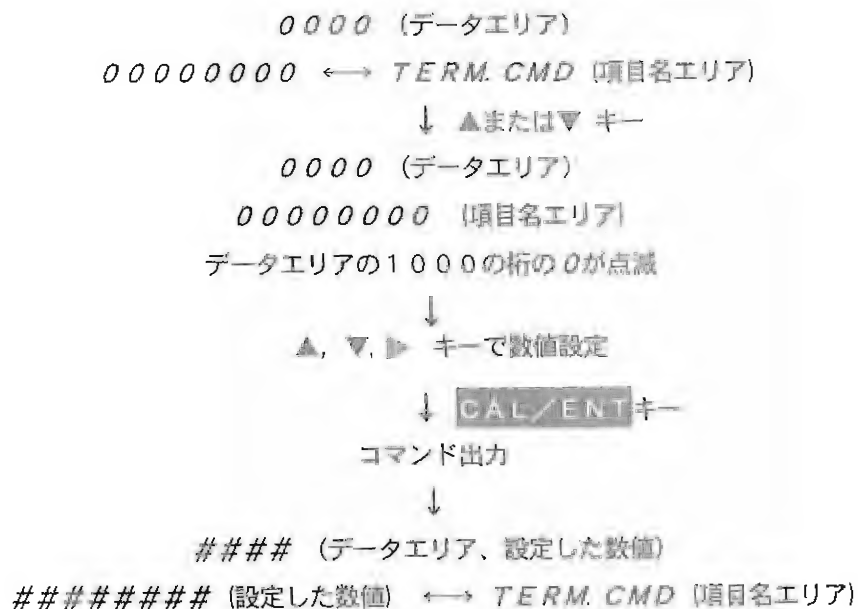 0000 (データエリア)
00000000 ←→ TERM. CMD (項目名エリア)
↓ ▲または▼ キー
0000 (データエリア)
00000000 (項目名エリア)
データエリアの1000の桁の0が点滅
↓
▲, ▼, ▶ キーで数値設定
↓ CAL/ENTキー
コマンド出力
↓
#### (データエリア、設定した数値)
######## (設定した数値) ←→ TERM. CMD (項目名エリア)